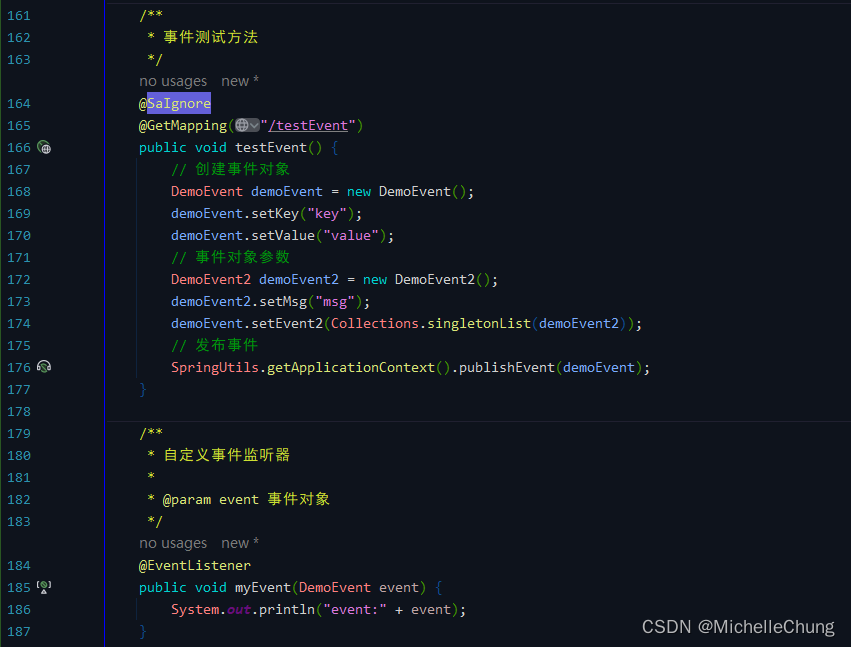 161 /**
162 * 事件测试方法
163 */
no usages new *
164 @SaIgnore
165 @GetMapping("/testEvent")
166 public void testEvent() {
167 // 创建事件对象
168 DemoEvent demoEvent = new DemoEvent();
169 demoEvent.setKey("key");
170 demoEvent.setValue("value");
171 // 事件对象参数
172 DemoEvent2 demoEvent2 = new DemoEvent2();
173 demoEvent2.setMsg("msg");
174 demoEvent.setEvent2(Collections.singletonList(demoEvent2));
175 // 发布事件
176 SpringUtils.getApplicationContext().publishEvent(demoEvent);
177 }
178
179 /**
180 * 自定义事件监听器
181 *
182 * @param event 事件对象
183 */
no usages new *
184 @EventListener
185 public void myEvent(DemoEvent event) {
186 System.out.println("event:" + event);
187 }
CSDN @MichelleChung